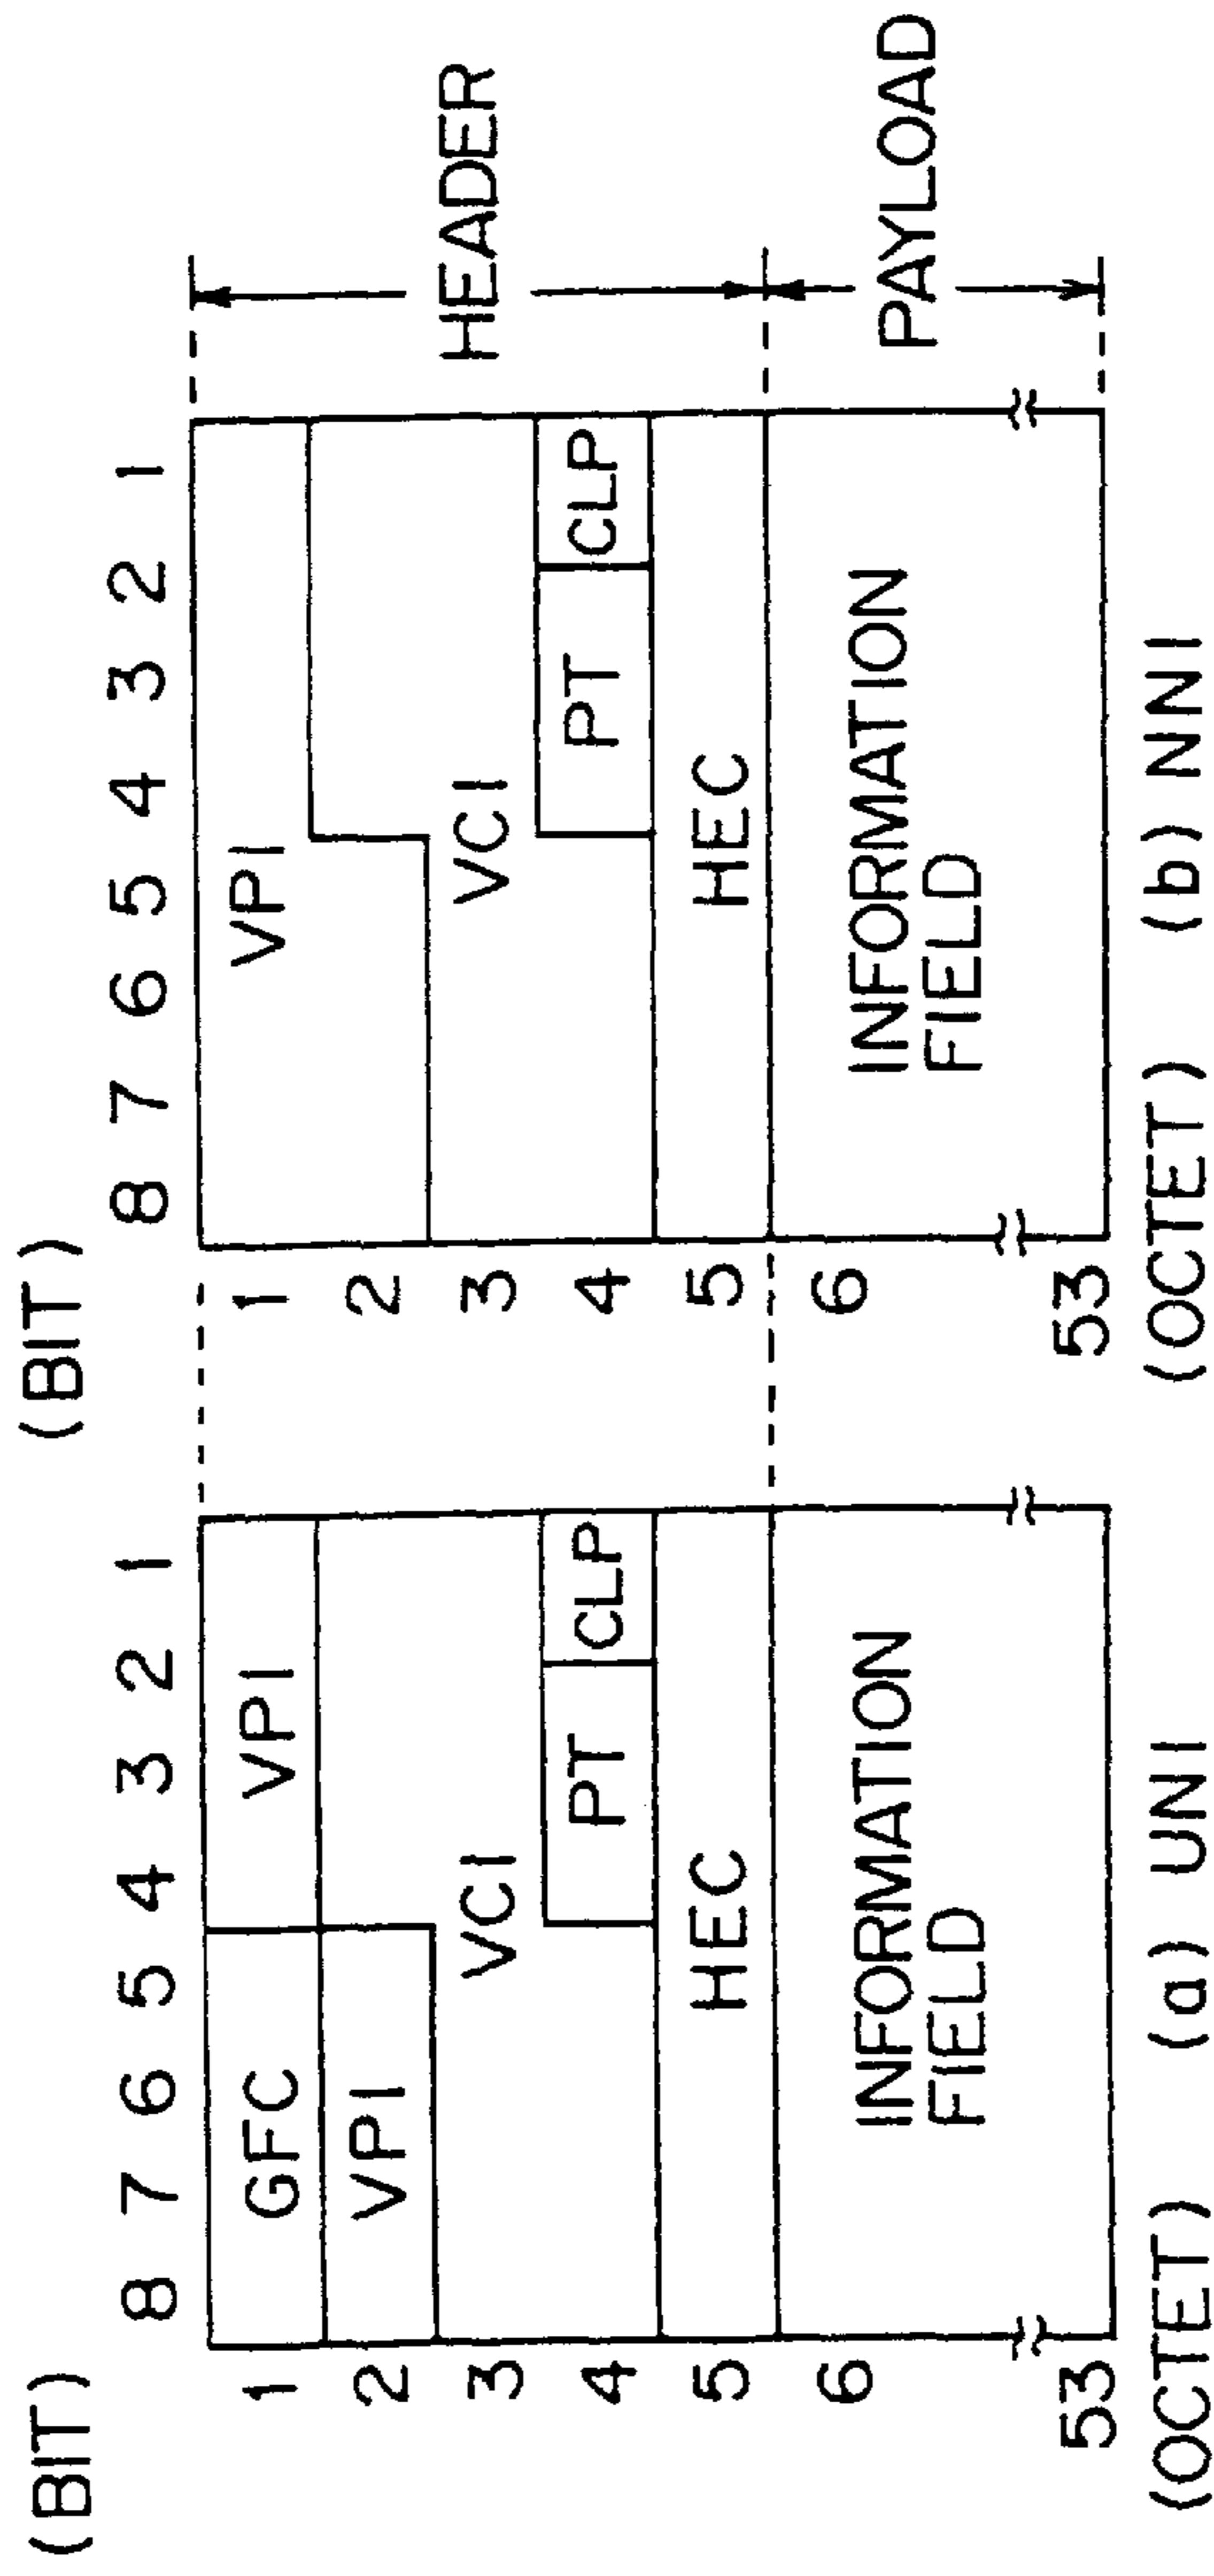 (BIT)
8 7 6 5 4 3 2 1
1
GFC
VPI
2
VPI
3
VCI
4
PT
CLP
5
HEC
6
INFORMATION
FIELD
53
(OCTET)
(a) UNI
(BIT)
8 7 6 5 4 3 2 1
1
VPI
2
3
VCI
4
PT
CLP
5
HEC
6
INFORMATION
FIELD
53
(OCTET)
(b) NNI
HEADER
PAYLOAD